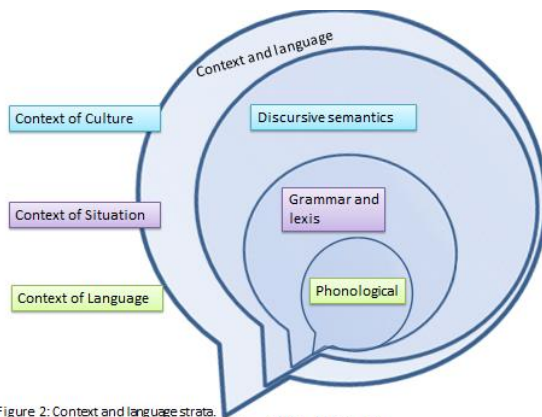 Context and language
Context of Culture
Discursive semantics
Context of Situation
Grammar and
lexis
Context of Language
Phonological
Figure 2: Context and language strata.